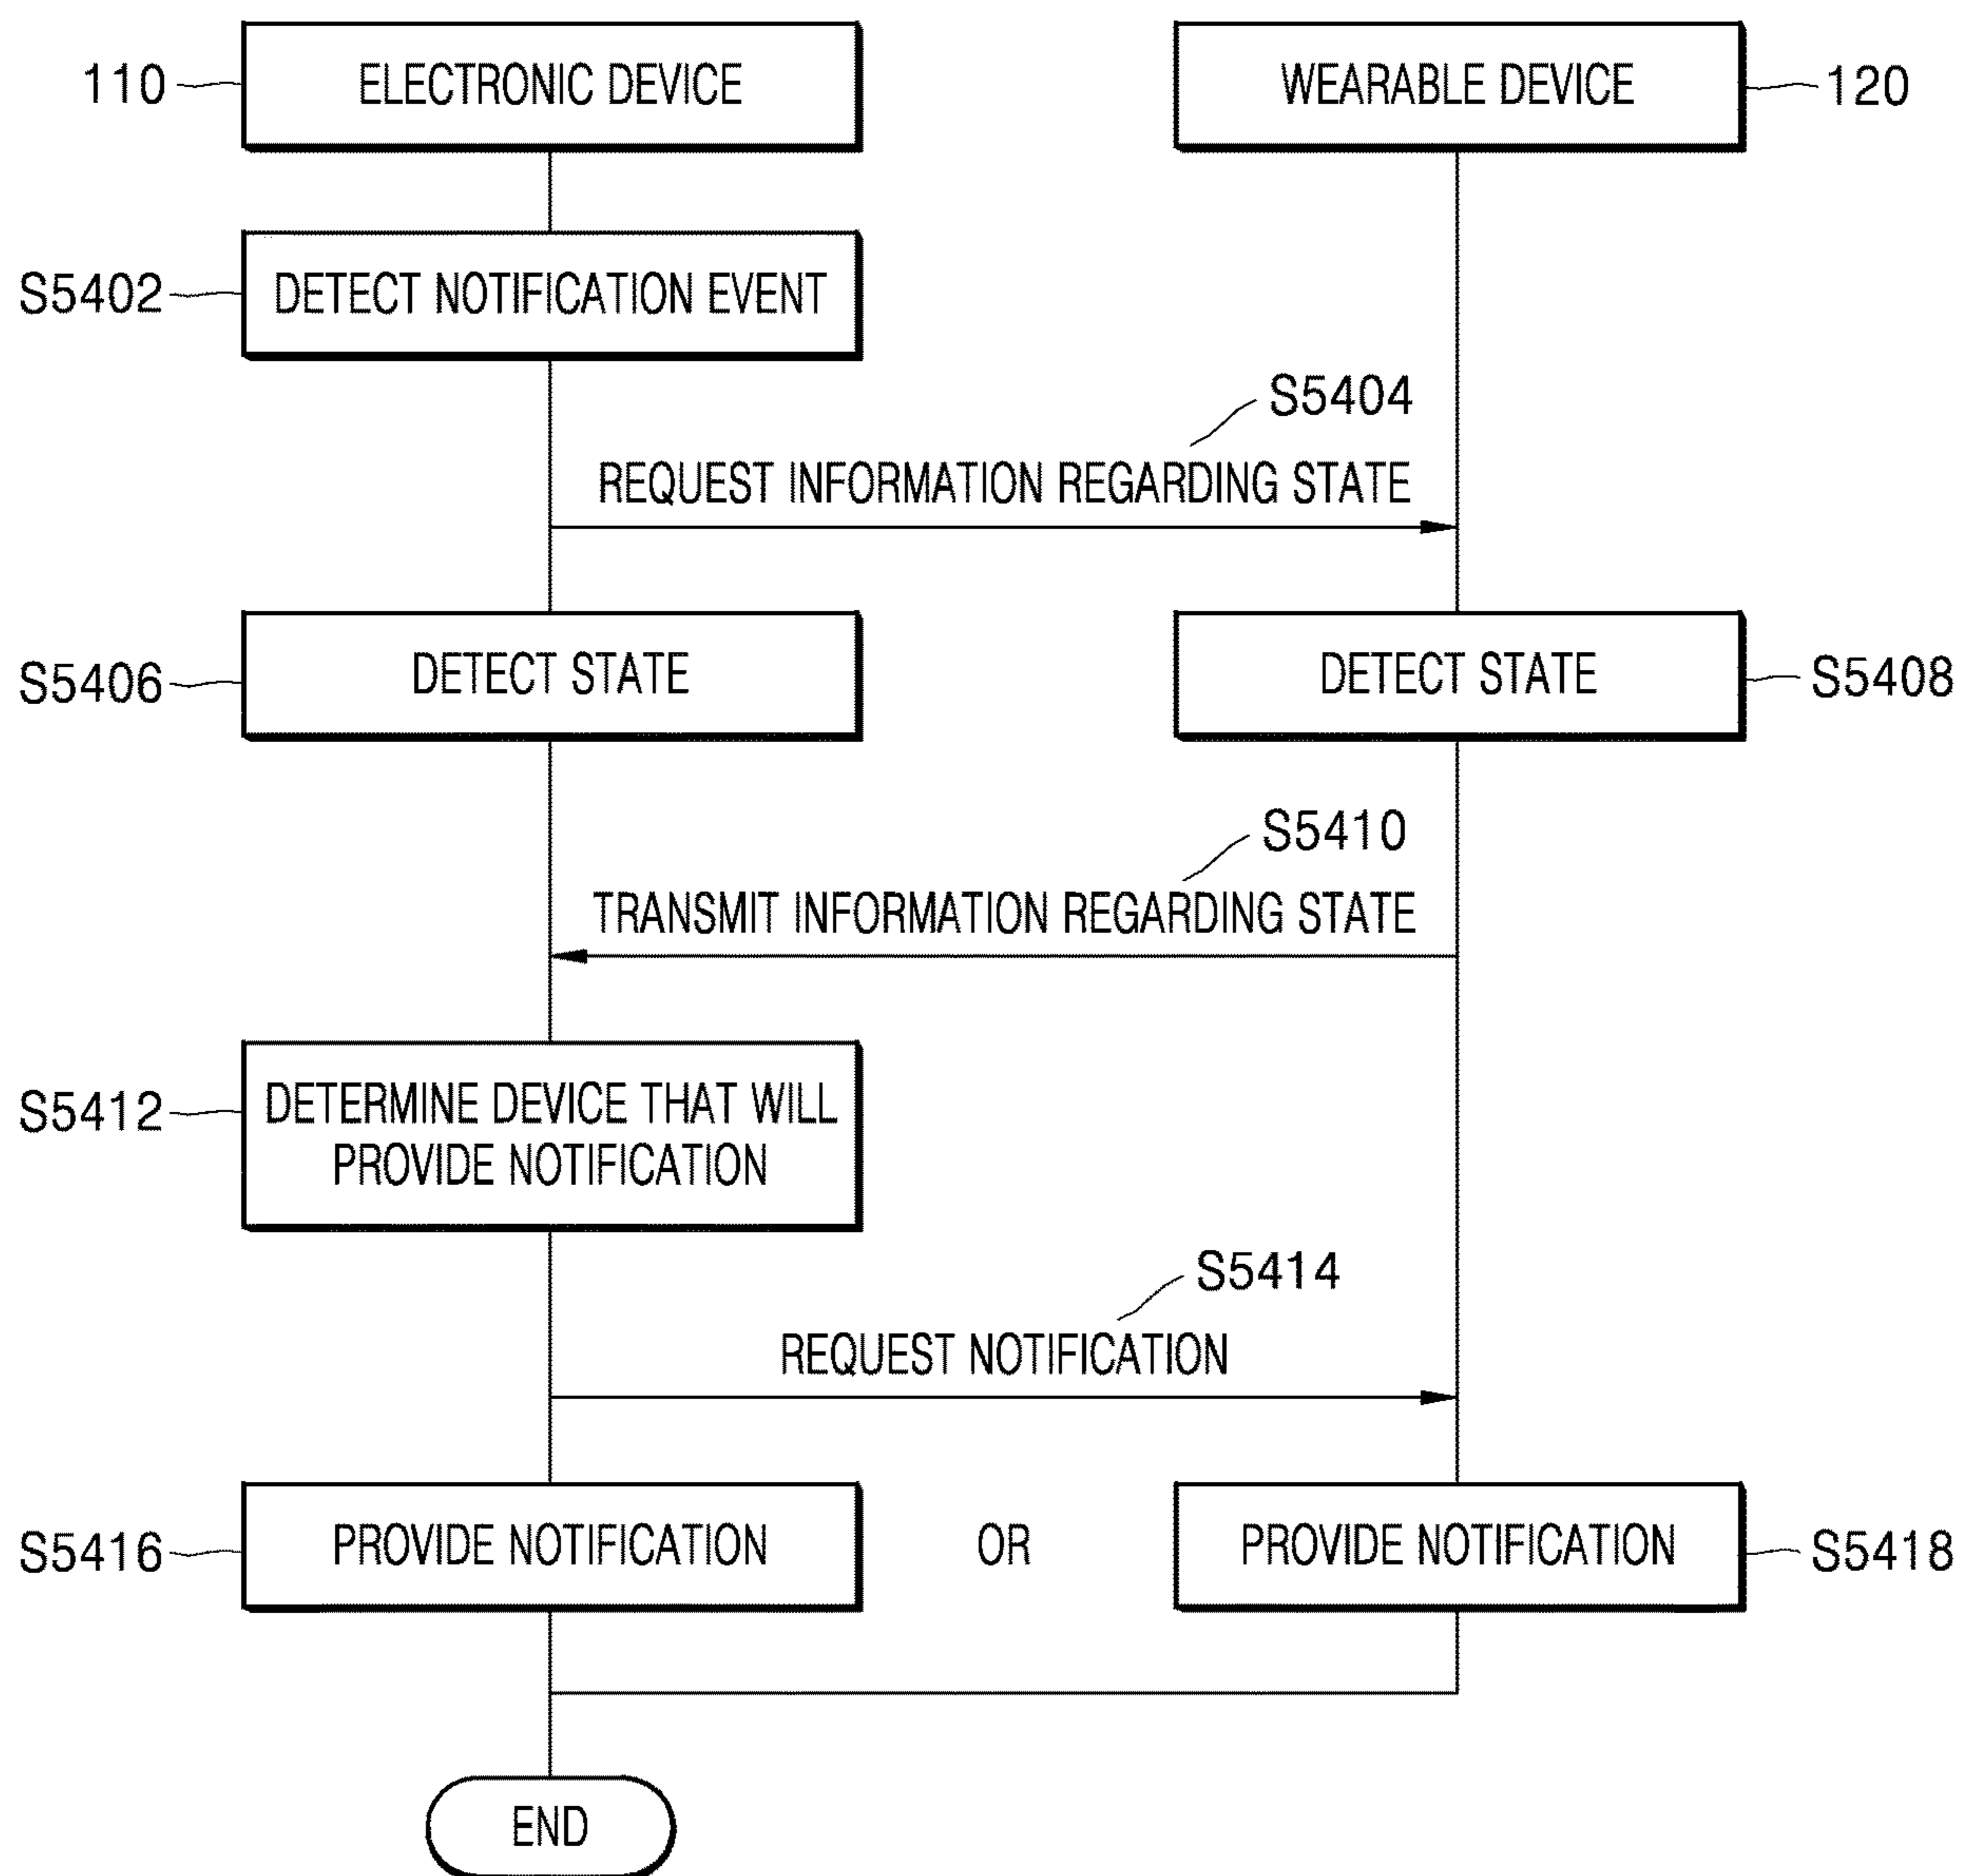 110
ELECTRONIC DEVICE
WEARABLE DEVICE
120
S5402
DETECT NOTIFICATION EVENT
S5404
REQUEST INFORMATION REGARDING STATE
S5406
DETECT STATE
DETECT STATE
S5408
S5410
TRANSMIT INFORMATION REGARDING STATE
S5412
DETERMINE DEVICE THAT WILL
PROVIDE NOTIFICATION
S5414
REQUEST NOTIFICATION
S5416
PROVIDE NOTIFICATION
OR
PROVIDE NOTIFICATION
S5418
END